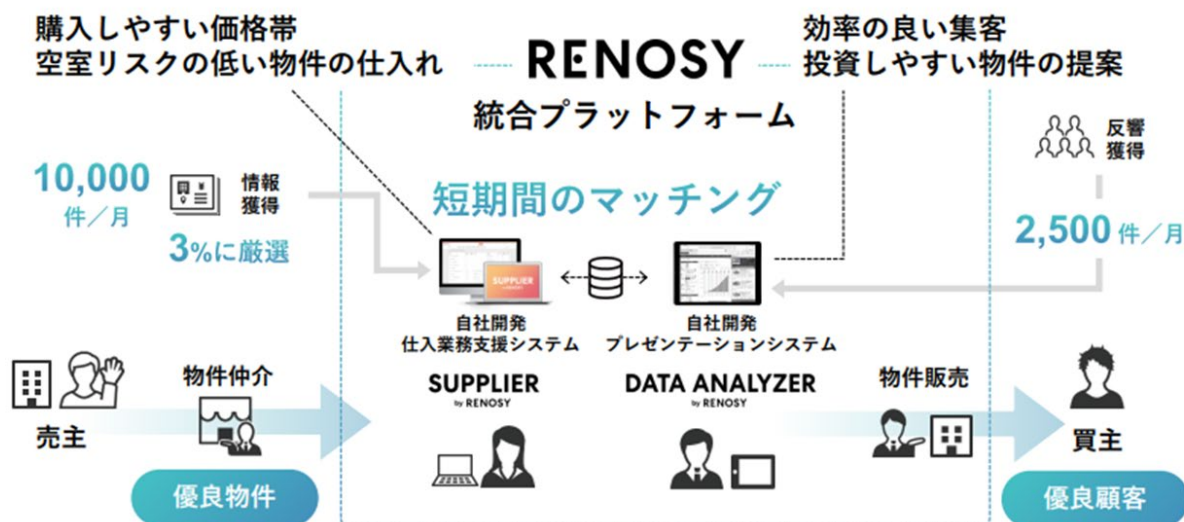 購入しやすい価格帯
空室リスクの低い物件の仕入れ
RENOSY
統合プラットフォーム
効率の良い集客
投資しやすい物件の提案
10,000
件／月
情報
獲得
3%に厳選
短期間のマッチング
反響
獲得
2,500 件／月
SUPPLIER
自社開発
仕入業務支援システム
自社開発
プレゼンテーションシステム
SUPPLIER
by RENOSY
DATA ANALYZER
by RENOSY
売主
物件仲介
物件販売
買主
優良物件
優良顧客